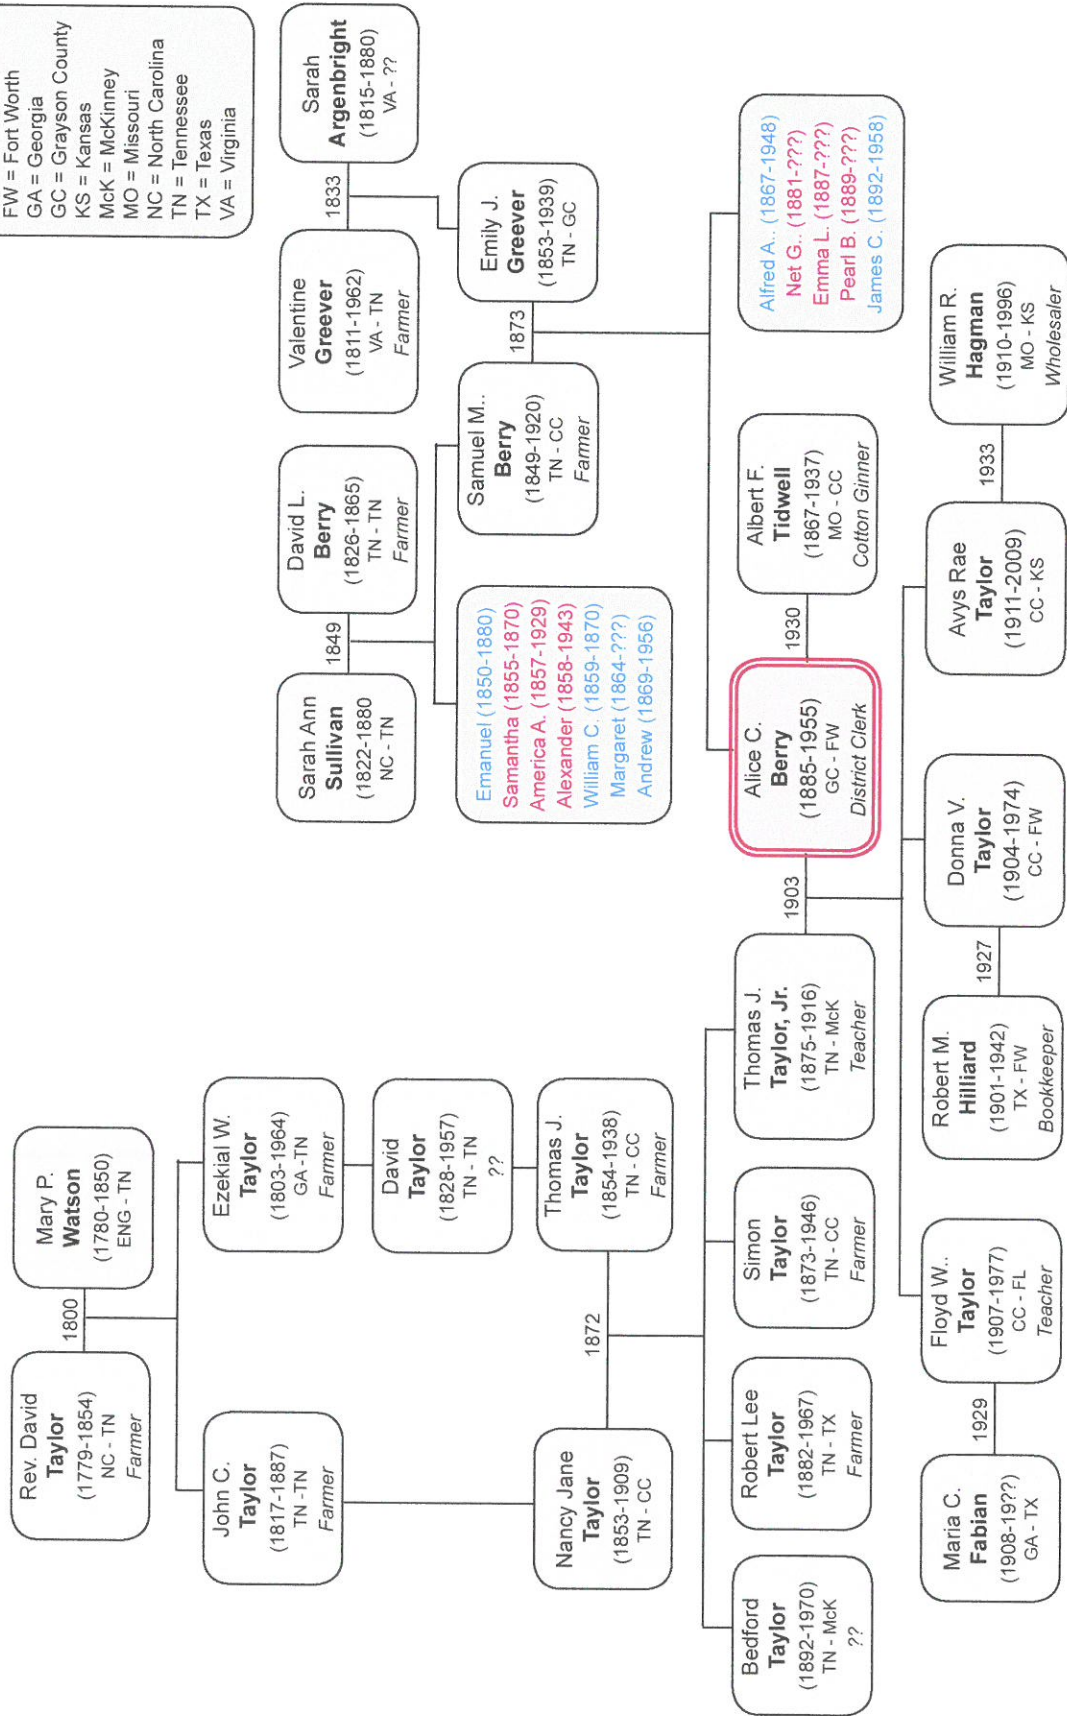 FW = Fort Worth
GA = Georgia
GC = Grayson County
KS = Kansas
McK = McKinney
MO = Missouri
NC = North Carolina
TN = Tennessee
TX = Texas
VA = Virginia
Rev. David
Taylor
(1779-1854)
NC - TN
Farmer
1800
Mary P.
Watson
(1780-1850)
ENG - TN
John C.
Taylor
(1817-1887)
TN -TN
Farmer
Ezekial W.
Taylor
(1803-1964)
GA -TN
Farmer
David
Taylor
(1828-1957)
TN - TN
??
Nancy Jane
Taylor
(1853-1909)
TN - CC
1872
Thomas J.
Taylor
(1854-1938)
TN - CC
Farmer
Sarah Ann
Sullivan
(1822-1880
NC - TN
1849
David L.
Berry
(1826-1865)
TN - TN
Farmer
Valentine
Greever
(1811-1962)
VA - TN
Farmer
1833
Sarah
Argenbright
(1815-1880)
VA - ??
Emanuel (1850-1880)
Samantha (1855-1870)
America A. (1857-1929)
Alexander (1858-1943)
William C. (1859-1870)
Margaret (1864-???)
Andrew (1869-1956)
Samuel M..
Berry
(1849-1920)
TN - CC
Farmer
1873
Emily J.
Greever
(1853-1939)
TN - GC
Bedford
Taylor
(1892-1970)
TN - McK
??
Robert Lee
Taylor
(1882-1967)
TN - TX
Farmer
Simon
Taylor
(1873-1946)
TN - CC
Farmer
Thomas J.
Taylor, Jr.
(1875-1916)
TN - McK
Teacher
1903
Alice C.
Berry
(1885-1955)
GC - FW
District Clerk
1930
Albert F.
Tidwell
(1867-1937)
MO - CC
Cotton Ginner
Alfred A.. (1867-1948)
Net G.. (1881-???)
Emma L. (1887-???)
Pearl B. (1889-???)
James C. (1892-1958)
Maria C.
Fabian
(1908-19??)
GA - TX
1929
Floyd W..
Taylor
(1907-1977)
CC - FL
Teacher
Robert M.
Hilliard
(1901-1942)
TX - FW
Bookkeeper
1927
Donna V.
Taylor
(1904-1974)
CC - FW
Avys Rae
Taylor
(1911-2009)
CC - KS
1933
William R.
Hagman
(1910-1996)
MO - KS
Wholesaler